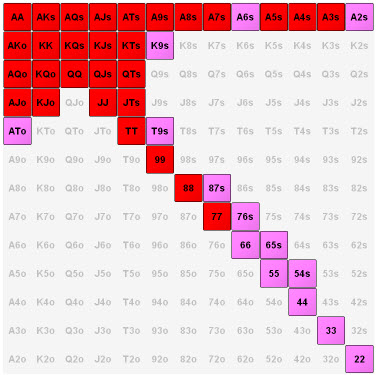 AA AKs AQs AJs ATs A9s A8s A7s A6s A5s A4s A3s A2s
AKo KK KQs KJs KTs K9s K8s K7s K6s K5s K4s K3s K2s
AQo KQo QQ QJs QTs Q9s Q8s Q7s Q6s Q5s Q4s Q3s Q2s
AJo KJo QJo JJ JTs J9s J8s J7s J6s J5s J4s J3s J2s
ATo KTo QTo JTo TT T9s T8s T7s T6s T5s T4s T3s T2s
A9o K9o Q9o J9o T9o 99 98s 97s 96s 95s 94s 93s 92s
A8o K8o Q8o J8o T8o 98o 88 87s 86s 85s 84s 83s 82s
A7o K7o Q7o J7o T7o 97o 87o 77 76s 75s 74s 73s 72s
A6o K6o Q6o J6o T6o 96o 86o 76o 66 65s 64s 63s 62s
A5o K5o Q5o J5o T5o 95o 85o 75o 65o 55 54s 53s 52s
A4o K4o Q4o J4o T4o 94o 84o 74o 64o 54o 44 43s 42s
A3o K3o Q3o J3o T3o 93o 83o 73o 63o 53o 43o 33 32s
A2o K2o Q2o J2o T2o 92o 82o 72o 62o 52o 42o 32o 22